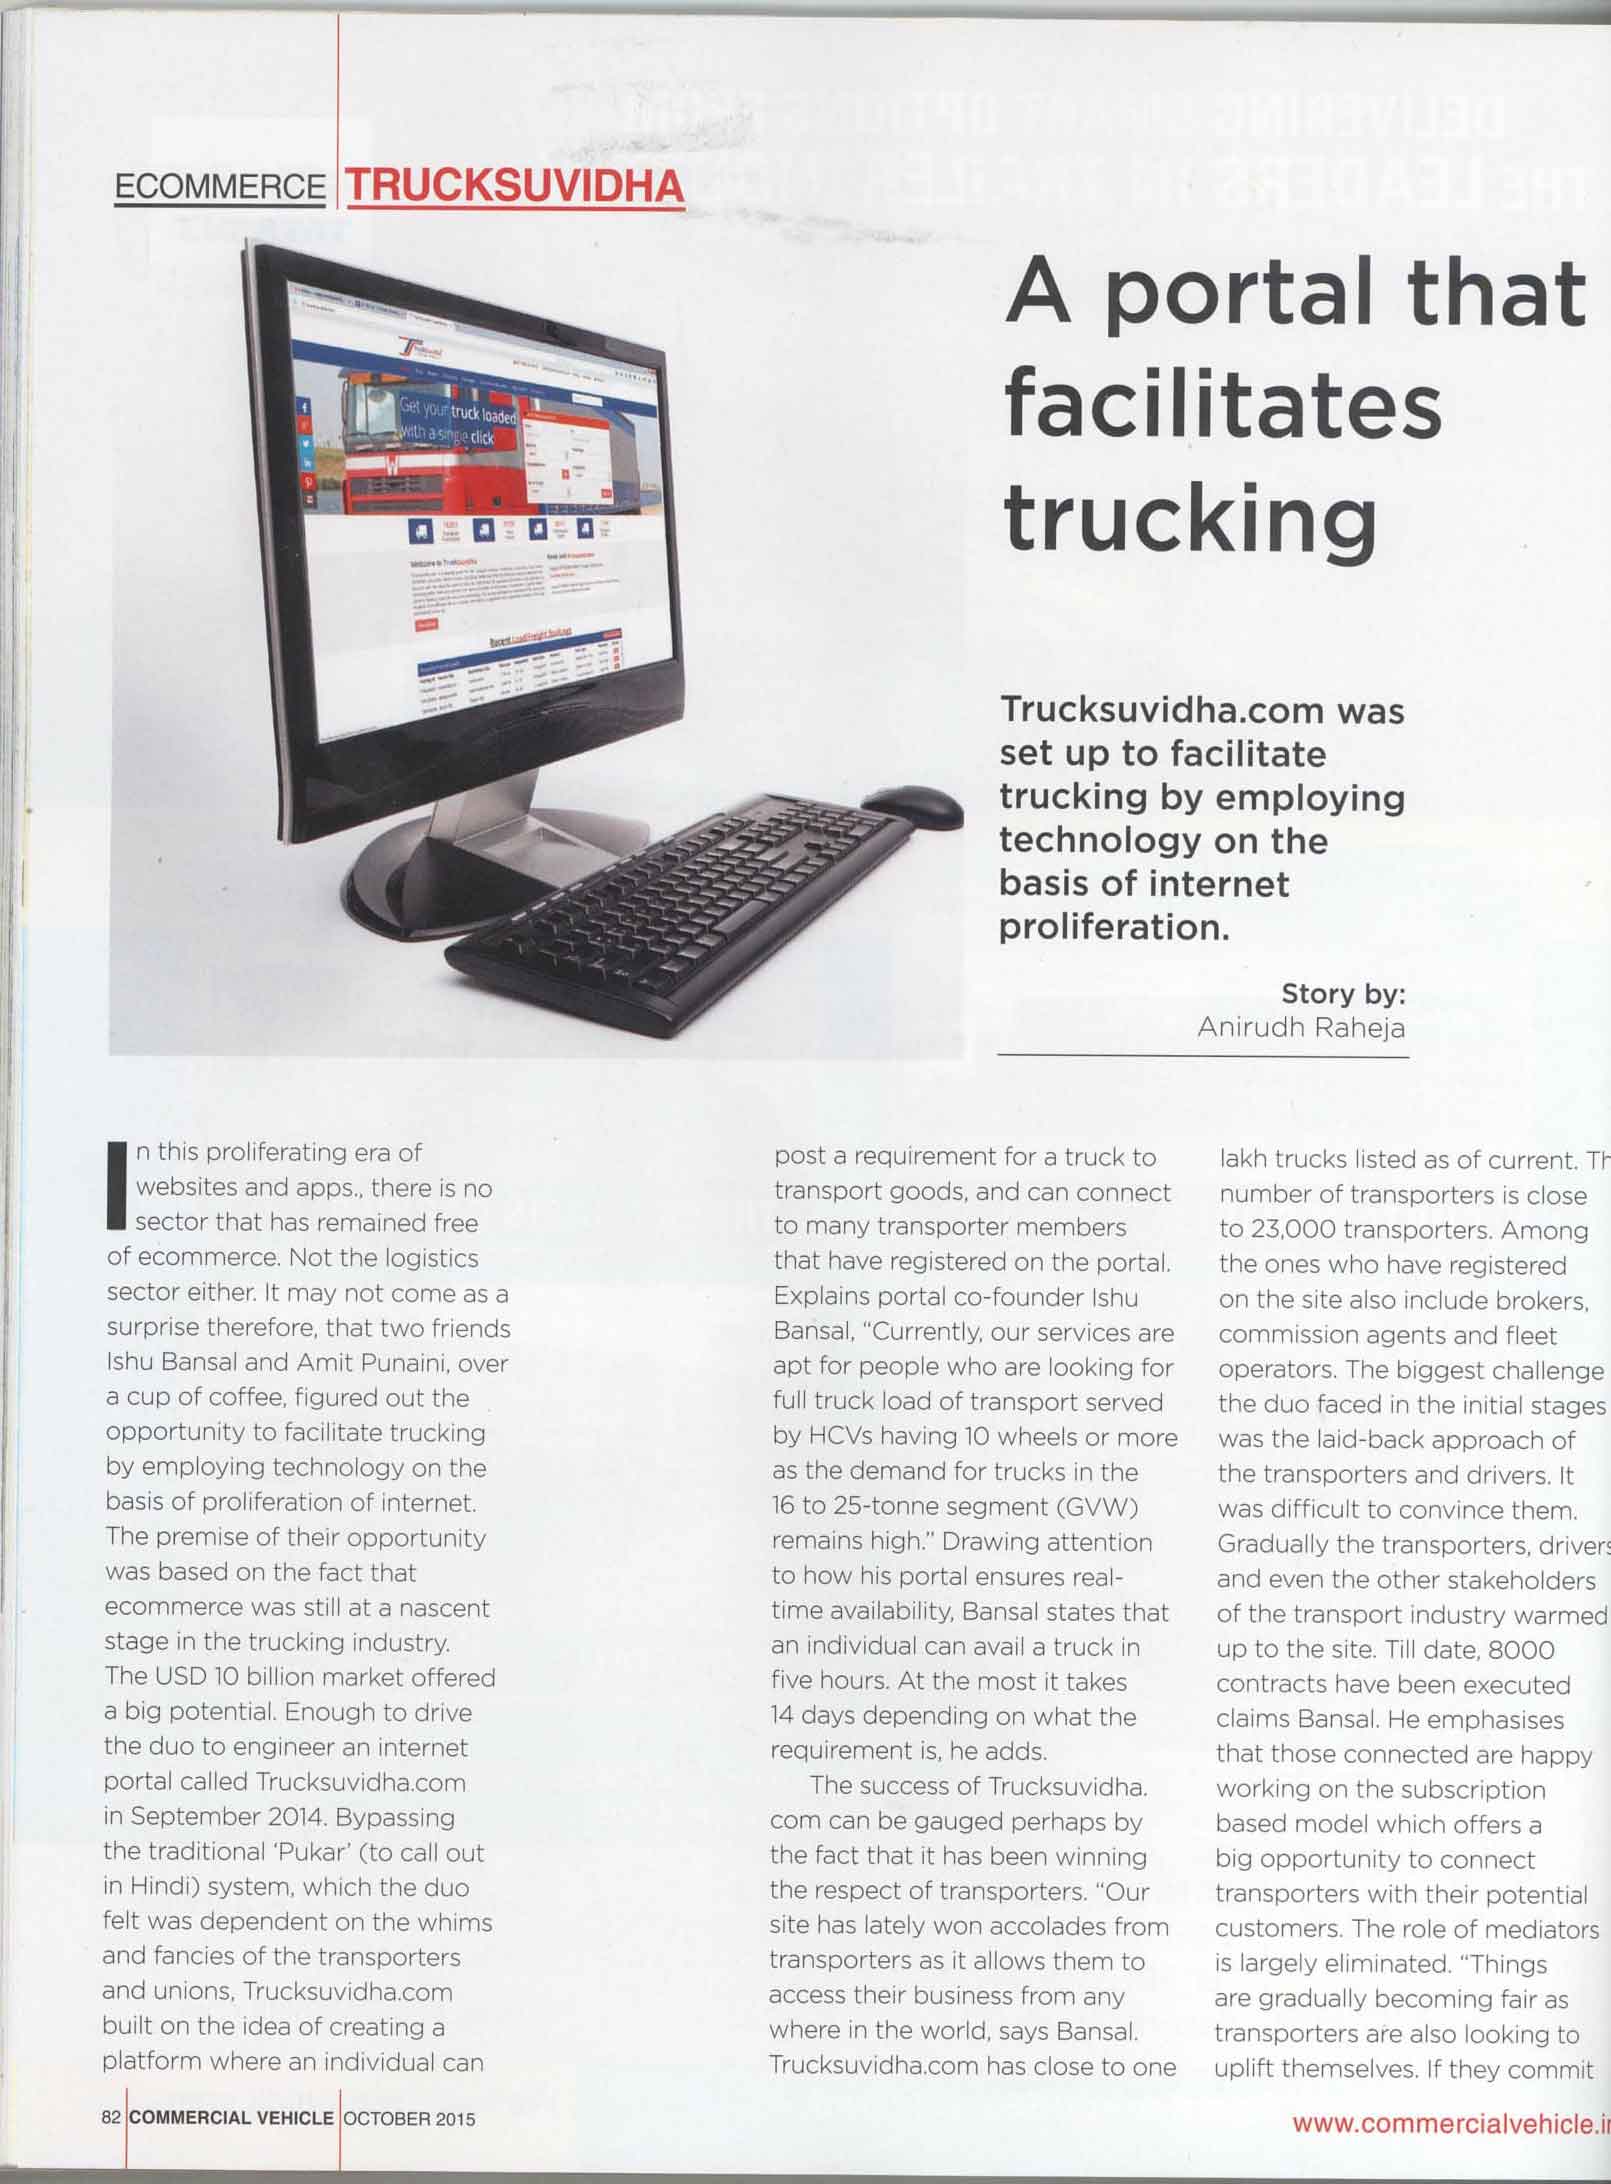 ECOMMERCE TRUCKSUVIDHA
A portal that
facilitates
trucking
Get your truck loaded
with a single click
Welcome to Trucksuvidha
Recent Load/Freight Bookings
Trucksuvidha.com was
set up to facilitate
trucking by employing
technology on the
basis of internet
proliferation.
Story by:
Anirudh Raheja
In this proliferating era of
websites and apps., there is no
sector that has remained free
of ecommerce. Not the logistics
sector either. It may not come as a
surprise therefore, that two friends
Ishu Bansal and Amit Punaini, over
a cup of coffee, figured out the
opportunity to facilitate trucking
by employing technology on the
basis of proliferation of internet.
The premise of their opportunity
was based on the fact that
ecommerce was still at a nascent
stage in the trucking industry.
The USD 10 billion market offered
a big potential. Enough to drive
the duo to engineer an internet
portal called Trucksuvidha.com
in September 2014. Bypassing
the traditional 'Pukar' (to call out
in Hindi) system, which the duo
felt was dependent on the whims
and fancies of the transporters
and unions, Trucksuvidha.com
built on the idea of creating a
platform where an individual can
post a requirement for a truck to
transport goods, and can connect
to many transporter members
that have registered on the portal.
Explains portal co-founder Ishu
Bansal, "Currently, our services are
apt for people who are looking for
full truck load of transport served
by HCVs having 10 wheels or more
as the demand for trucks in the
16 to 25-tonne segment (GVW)
remains high." Drawing attention
to how his portal ensures real-
time availability, Bansal states that
an individual can avail a truck in
five hours. At the most it takes
14 days depending on what the
requirement is, he adds.
The success of Trucksuvidha.
com can be gauged perhaps by
the fact that it has been winning
the respect of transporters. "Our
site has lately won accolades from
transporters as it allows them to
access their business from any
where in the world, says Bansal.
Trucksuvidha.com has close to one
lakh trucks listed as of current. Th
number of transporters is close
to 23,000 transporters. Among
the ones who have registered
on the site also include brokers,
commission agents and fleet
operators. The biggest challenge
the duo faced in the initial stages
was the laid-back approach of
the transporters and drivers. It
was difficult to convince them.
Gradually the transporters, drivers
and even the other stakeholders
of the transport industry warmed
up to the site. Till date, 8000
contracts have been executed
claims Bansal. He emphasises
that those connected are happy
working on the subscription
based model which offers a
big opportunity to connect
transporters with their potential
customers. The role of mediators
is largely eliminated. "Things
are gradually becoming fair as
transporters are also looking to
uplift themselves. If they commit
82 COMMERCIAL VEHICLE OCTOBER 2015
www.commercialvehicle.in